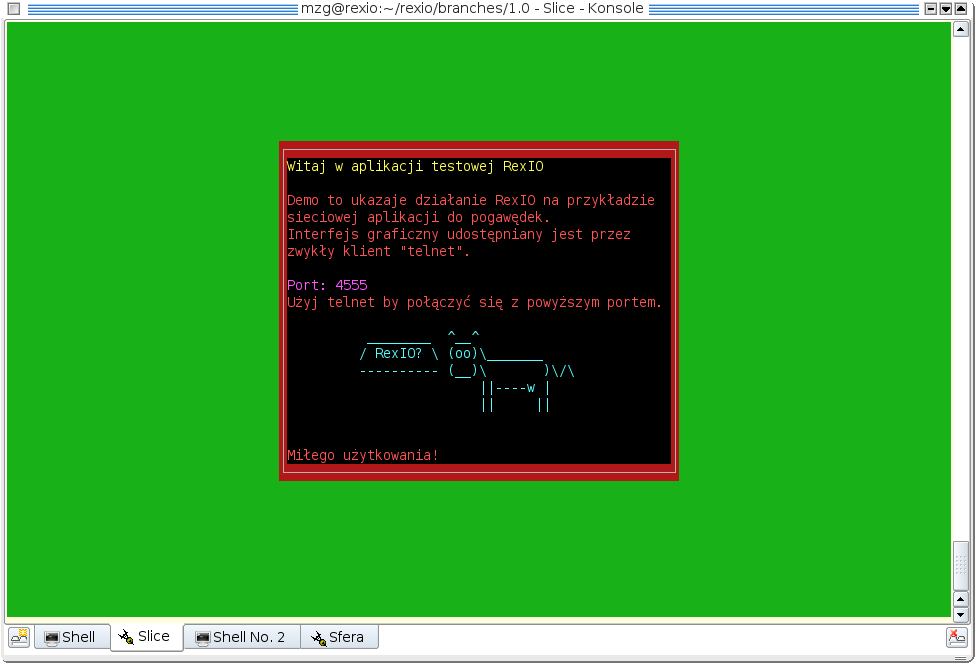 mzg@rexio:~/rexio/branches/1.0 - Slice - Konsole
Witaj w aplikacji testowej RexIO
Demo to ukazaje działanie RexIO na przykładzie
sieciowej aplikacji do pogawędek.
Interfejs graficzny udostępniany jest przez
zwykły klient "telnet".
Port: 4555
Użyj telnet by połączyć się z powyższym portem.
         ________  ^__^
/ RexIO? \ (oo)\_______
---------- (__)\       )\/\
               ||----w |
               ||     ||
Miłego użytkowania!
Shell
Slice
Shell No. 2
Sfera